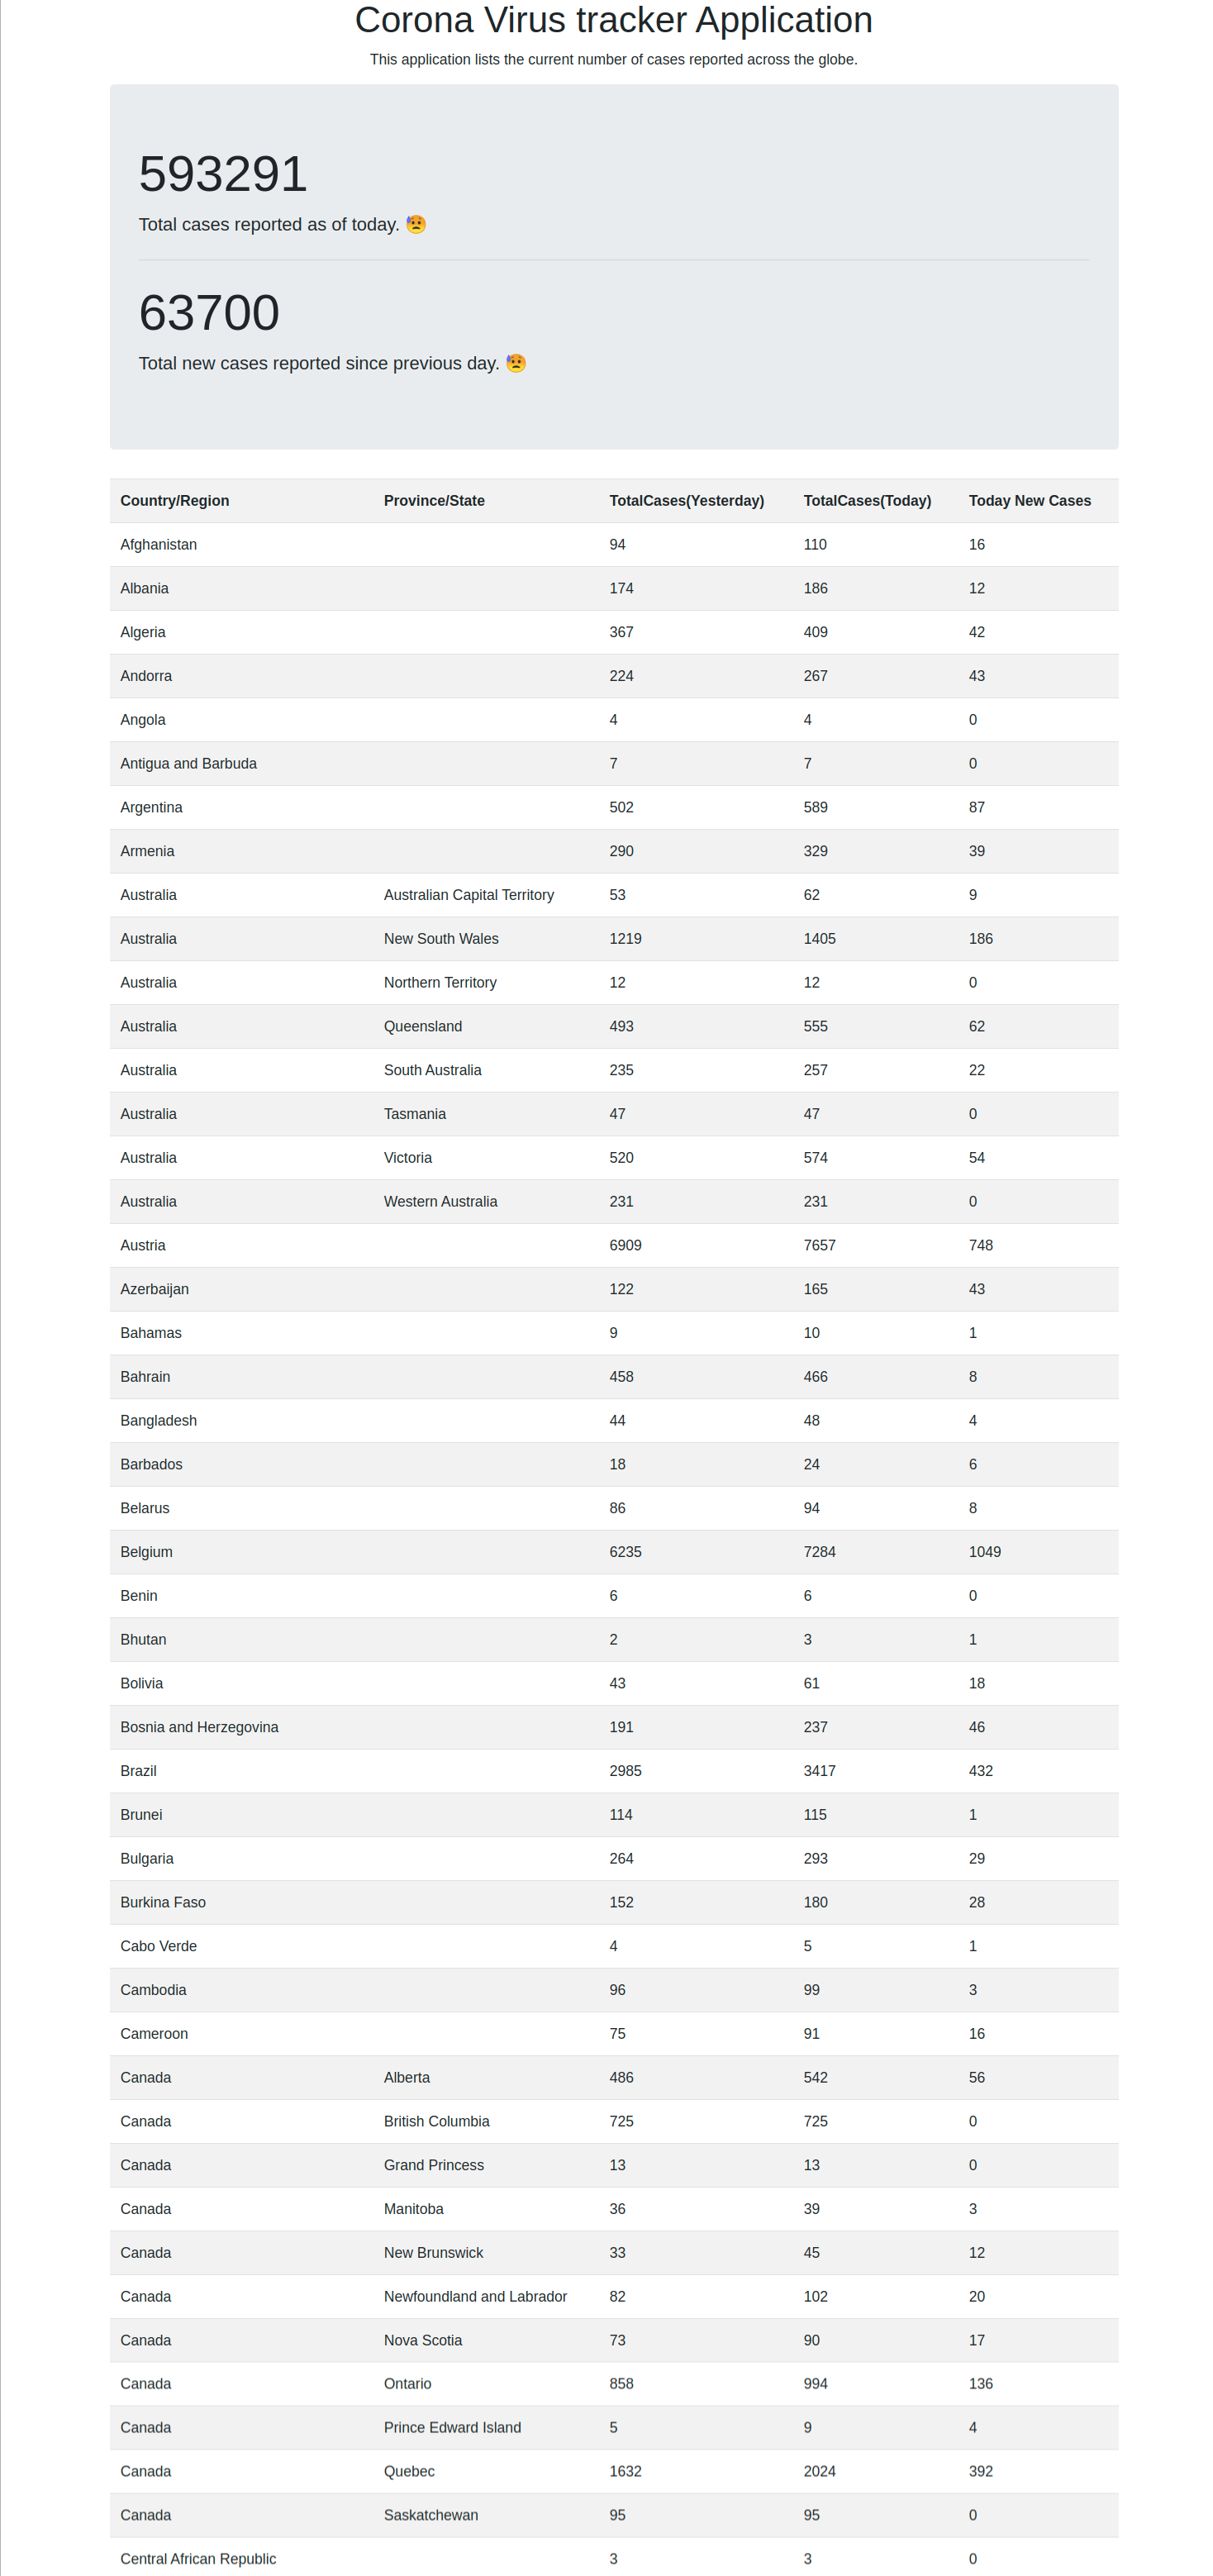 Corona Virus tracker Application
This application lists the current number of cases reported across the globe.
593291
Total cases reported as of today. 😥
63700
Total new cases reported since previous day. 😥
Country/Region Province/State TotalCases(Yesterday) TotalCases(Today) Today New Cases
Afghanistan 94 110 16
Albania 174 186 12
Algeria 367 409 42
Andorra 224 267 43
Angola 4 4 0
Antigua and Barbuda 7 7 0
Argentina 502 589 87
Armenia 290 329 39
Australia Australian Capital Territory 53 62 9
Australia New South Wales 1219 1405 186
Australia Northern Territory 12 12 0
Australia Queensland 493 555 62
Australia South Australia 235 257 22
Australia Tasmania 47 47 0
Australia Victoria 520 574 54
Australia Western Australia 231 231 0
Austria 6909 7657 748
Azerbaijan 122 165 43
Bahamas 9 10 1
Bahrain 458 466 8
Bangladesh 44 48 4
Barbados 18 24 6
Belarus 86 94 8
Belgium 6235 7284 1049
Benin 6 6 0
Bhutan 2 3 1
Bolivia 43 61 18
Bosnia and Herzegovina 191 237 46
Brazil 2985 3417 432
Brunei 114 115 1
Bulgaria 264 293 29
Burkina Faso 152 180 28
Cabo Verde 4 5 1
Cambodia 96 99 3
Cameroon 75 91 16
Canada Alberta 486 542 56
Canada British Columbia 725 725 0
Canada Grand Princess 13 13 0
Canada Manitoba 36 39 3
Canada New Brunswick 33 45 12
Canada Newfoundland and Labrador 82 102 20
Canada Nova Scotia 73 90 17
Canada Ontario 858 994 136
Canada Prince Edward Island 5 9 4
Canada Quebec 1632 2024 392
Canada Saskatchewan 95 95 0
Central African Republic 3 3 0